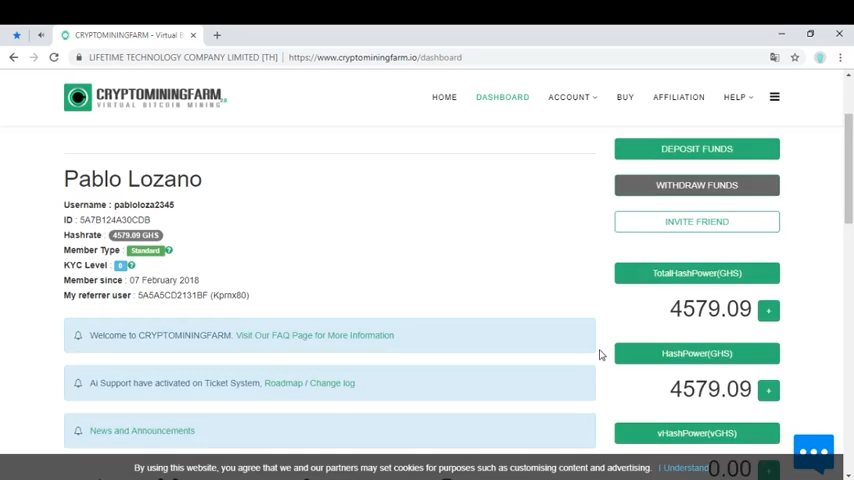 CRYPTOMININGFARM - Virtual B
LIFETIME TECHNOLOGY COMPANY LIMITED [TH] | https://www.cryptominingfarm.io/dashboard
CRYPTOMININGFARM
VIRTUAL BITCOIN MINING
HOME DASHBOARD ACCOUNT BUY AFFILIATION HELP
Pablo Lozano
Username : pabloloza2345
ID : 5A7B124A30CDB
Hashrate : 4579.09 GHS
Member Type : Standard
KYC Level : 0
Member since : 07 February 2018
My referrer user : 5A5A5CD2131BF (Kprnx80)
Welcome to CRYPTOMININGFARM. Visit Our FAQ Page for More Information
Ai Support have activated on Ticket System, Roadmap / Change log
News and Announcements
DEPOSIT FUNDS
WITHDRAW FUNDS
INVITE FRIEND
TotalHashPower(GHS)
4579.09 +
HashPower(GHS)
4579.09 +
vHashPower(vGHS)
0.00 +
By using this website, you agree that we and our partners may set cookies for purposes such as customising content and advertising. I Understand